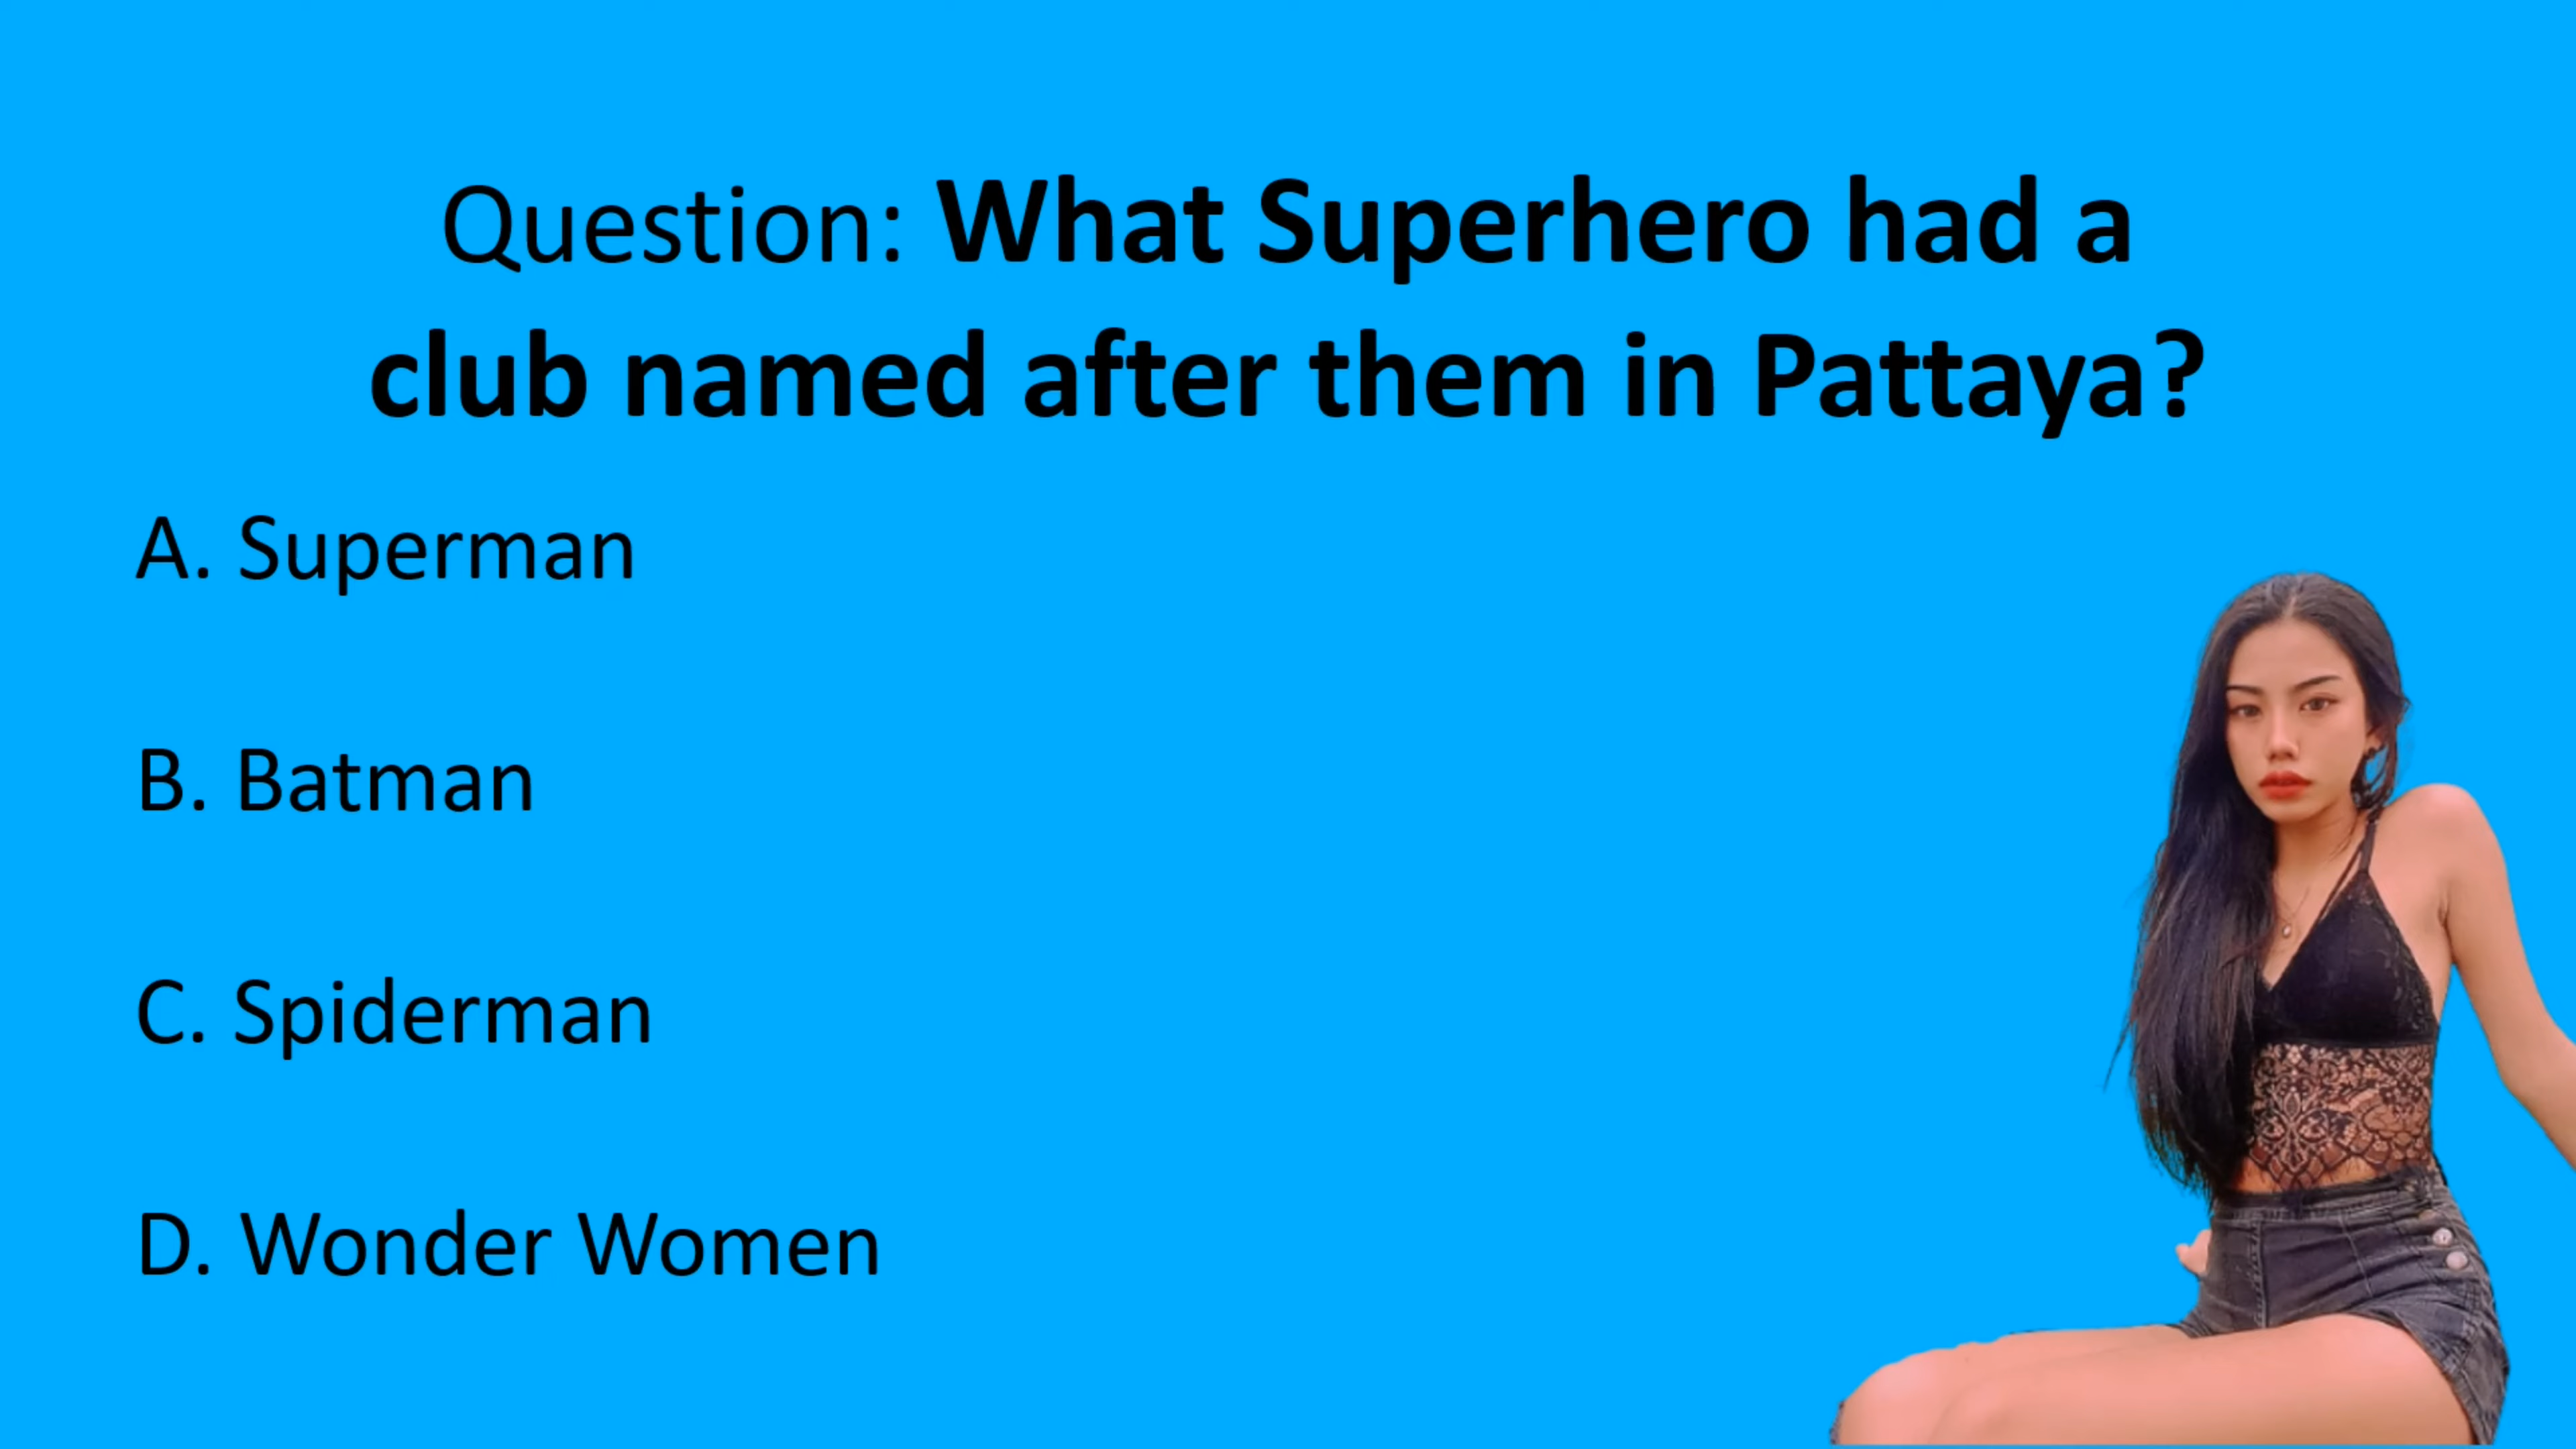 Question: What Superhero had a
club named after them in Pattaya?
A. Superman
B. Batman
C. Spiderman
D. Wonder Women